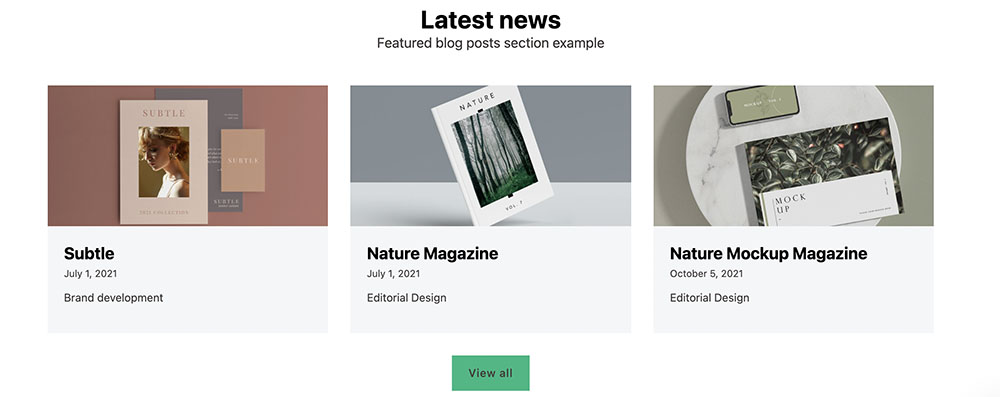 Latest news
Featured blog posts section example
SUBTLE
SUBTLE
SUBTLE
2021 COLLECTION
NATURE
VOL. 7
MOCK
UP
Subtle
July 1, 2021
Brand development
Nature Magazine
July 1, 2021
Editorial Design
Nature Mockup Magazine
October 5, 2021
Editorial Design
View all